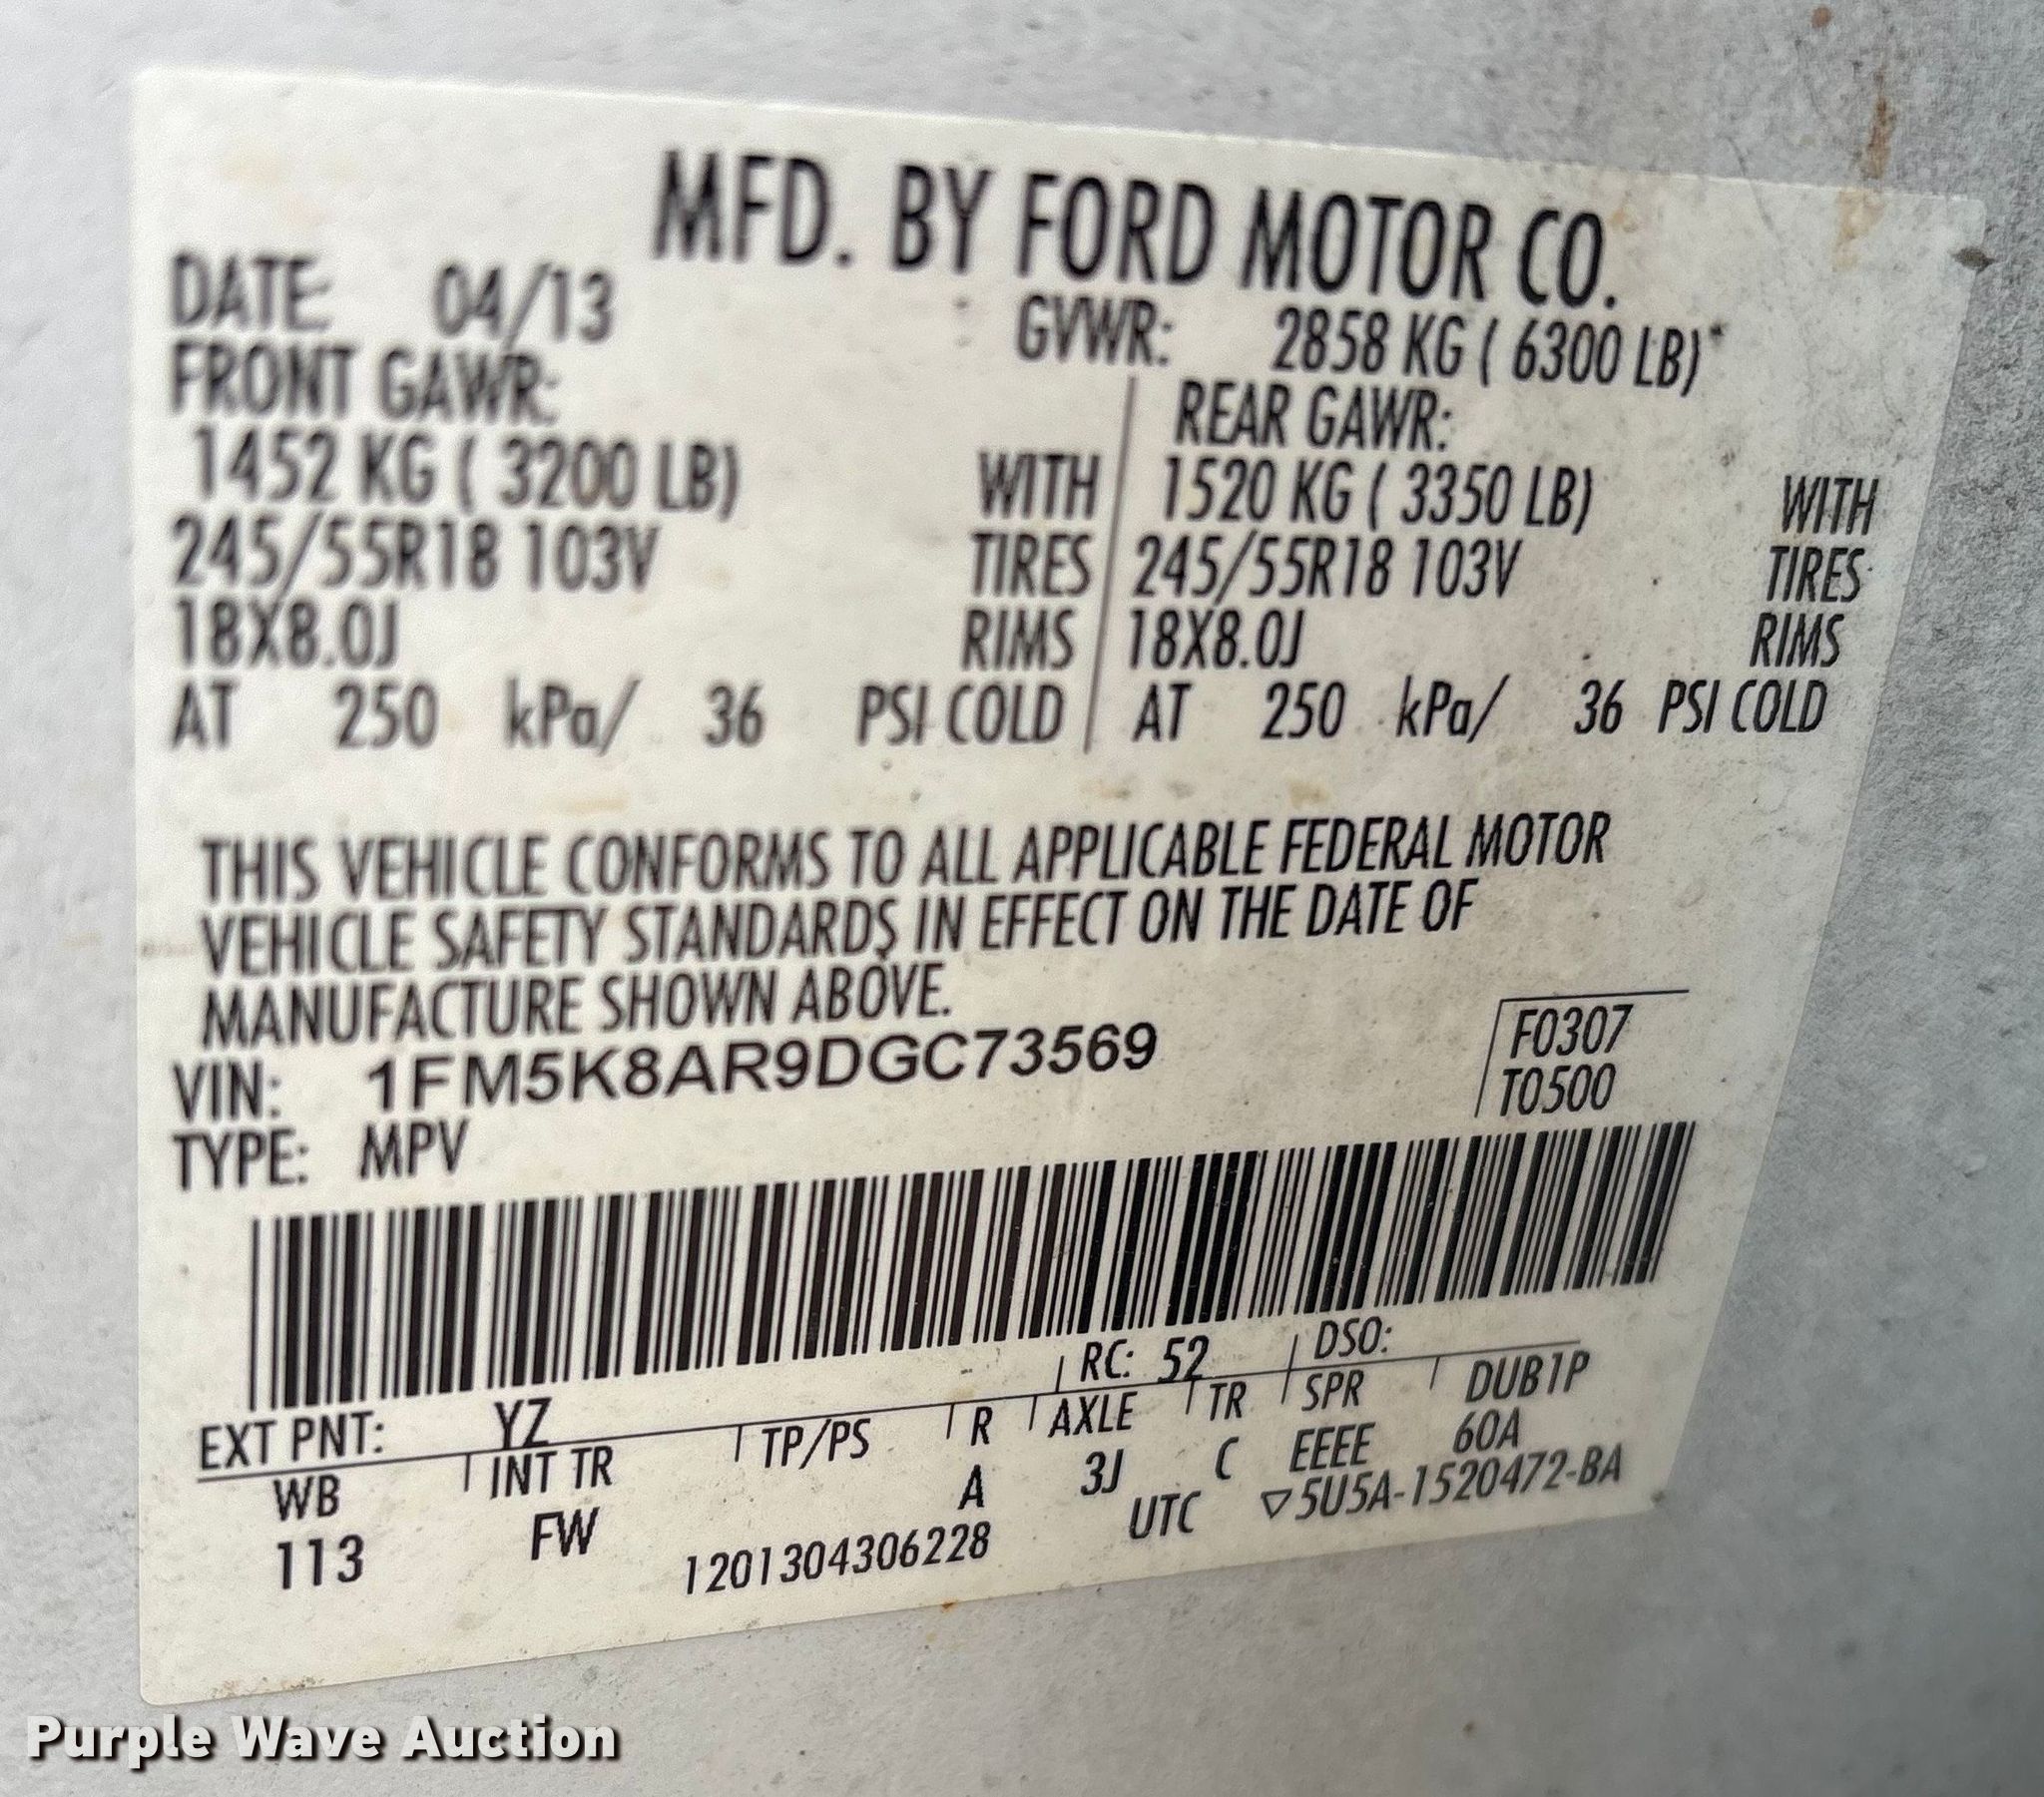 MFD. BY FORD MOTOR CO.
DATE: 04/13 GVWR: 2858 KG ( 6300 LB)*
FRONT GAWR: REAR GAWR:
1452 KG ( 3200 LB) WITH 1520 KG ( 3350 LB) WITH
245/55R18 103V TIRES 245/55R18 103V TIRES
18X8.0J RIMS 18X8.0J RIMS
AT 250 kPa/ 36 PSI COLD AT 250 kPa/ 36 PSI COLD
THIS VEHICLE CONFORMS TO ALL APPLICABLE FEDERAL MOTOR
VEHICLE SAFETY STANDARDS IN EFFECT ON THE DATE OF
MANUFACTURE SHOWN ABOVE.
VIN: 1FM5K8AR9DGC73569 F0307
TYPE: MPV T0500
RC: 52 DSO:
EXT PNT: YZ
WB INT TR TP/PS R AXLE TR SPR DUB1P
113 FW A 3J C EEEE 60A
1201304306228 UTC ▽5U5A-1520472-BA
Purple Wave Auction